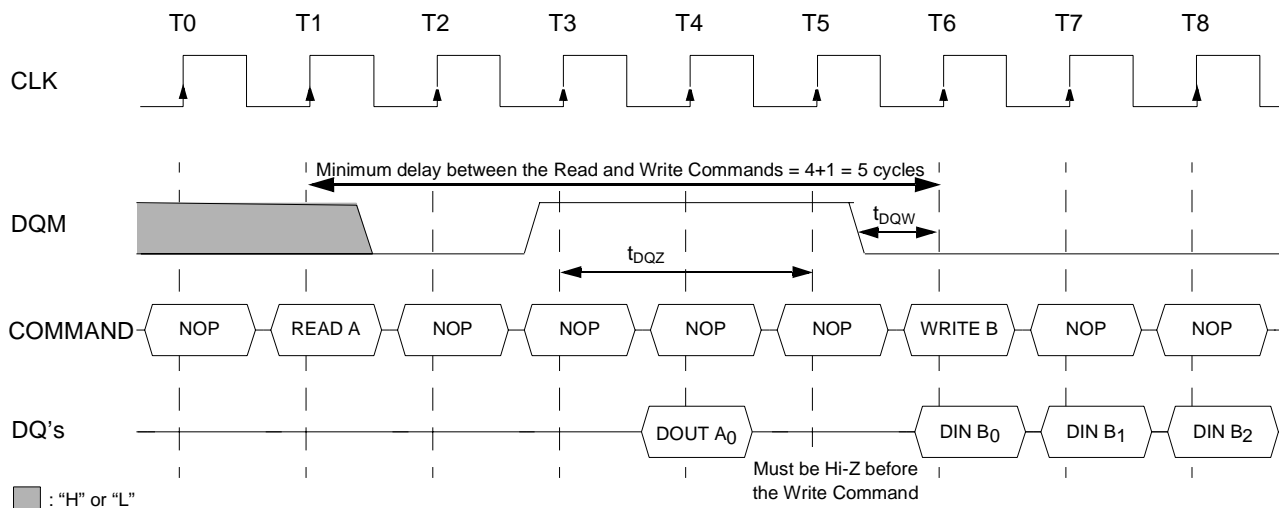 T0 T1 T2 T3 T4 T5 T6 T7 T8
CLK
Minimum delay between the Read and Write Commands = 4+1 = 5 cycles
DQM
tDQW
tDQZ
COMMAND NOP READ A NOP NOP NOP NOP WRITE B NOP NOP
DQ’s DOUT A0 DIN B0 DIN B1 DIN B2
Must be Hi-Z before
the Write Command
: “H” or “L”